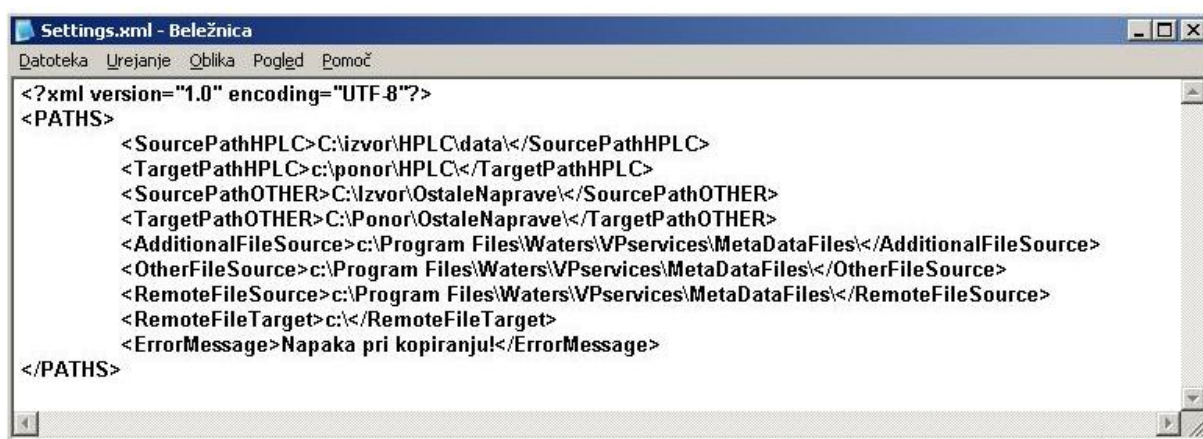 Settings.xml - Beležnica
Datoteka Urejanje Oblika Pogled Pomoč
<?xml version="1.0" encoding="UTF-8"?>
<PATHS>
<SourcePathHPLC>C:\izvor\HPLC\data\</SourcePathHPLC>
<TargetPathHPLC>c:\ponor\HPLC\</TargetPathHPLC>
<SourcePathOTHER>C:\Izvor\OstaleNaprave\</SourcePathOTHER>
<TargetPathOTHER>C:\Ponor\OstaleNaprave\</TargetPathOTHER>
<AdditionalFileSource>c:\Program Files\Waters\VPservices\MetaDataFiles\</AdditionalFileSource>
<OtherFileSource>c:\Program Files\Waters\VPservices\MetaDataFiles\</OtherFileSource>
<RemoteFileSource>c:\Program Files\Waters\VPservices\MetaDataFiles\</RemoteFileSource>
<RemoteFileTarget>c:\</RemoteFileTarget>
<ErrorMessage>Napaka pri kopiranju!</ErrorMessage>
</PATHS>